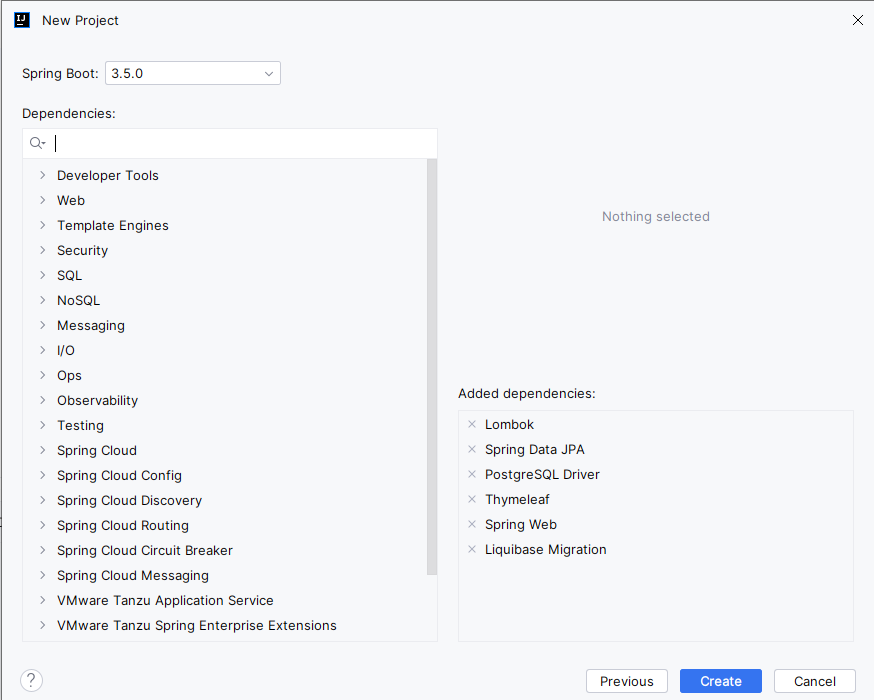 New Project
Spring Boot: 3.5.0
Dependencies:
Developer Tools
Web
Template Engines
Security
SQL
NoSQL
Messaging
I/O
Ops
Observability
Testing
Spring Cloud
Spring Cloud Config
Spring Cloud Discovery
Spring Cloud Routing
Spring Cloud Circuit Breaker
Spring Cloud Messaging
VMware Tanzu Application Service
VMware Tanzu Spring Enterprise Extensions
Nothing selected
Added dependencies:
Lombok
Spring Data JPA
PostgreSQL Driver
Thymeleaf
Spring Web
Liquibase Migration
?
Previous
Create
Cancel